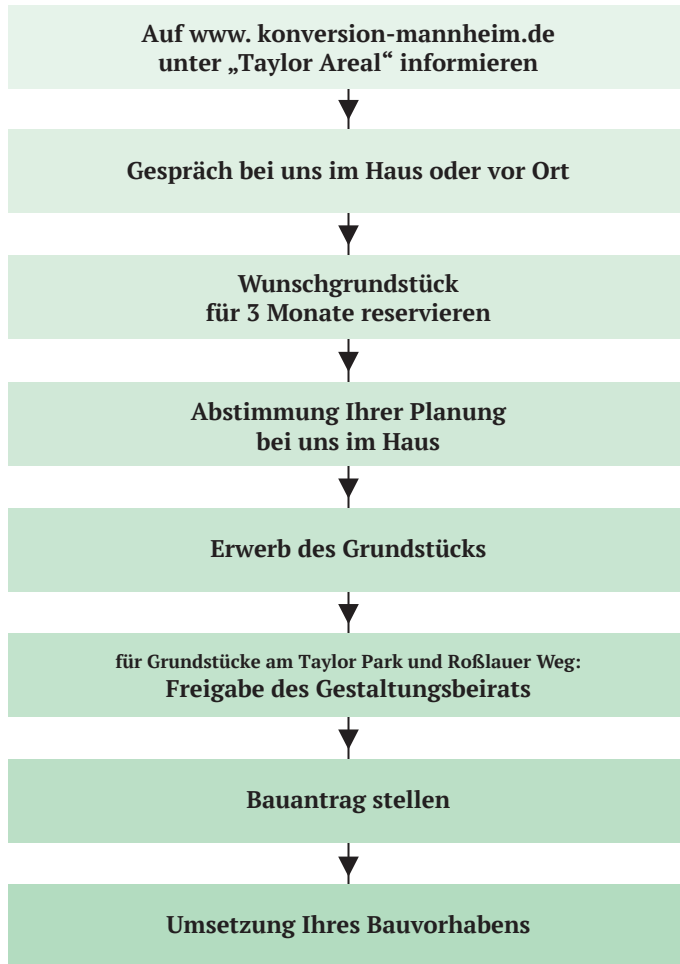 Auf www. konversion-mannheim.de
unter „Taylor Areal“ informieren
Gespräch bei uns im Haus oder vor Ort
Wunschgrundstück
für 3 Monate reservieren
Abstimmung Ihrer Planung
bei uns im Haus
Erwerb des Grundstücks
für Grundstücke am Taylor Park und Roßlauer Weg:
Freigabe des Gestaltungsbeirats
Bauantrag stellen
Umsetzung Ihres Bauvorhabens